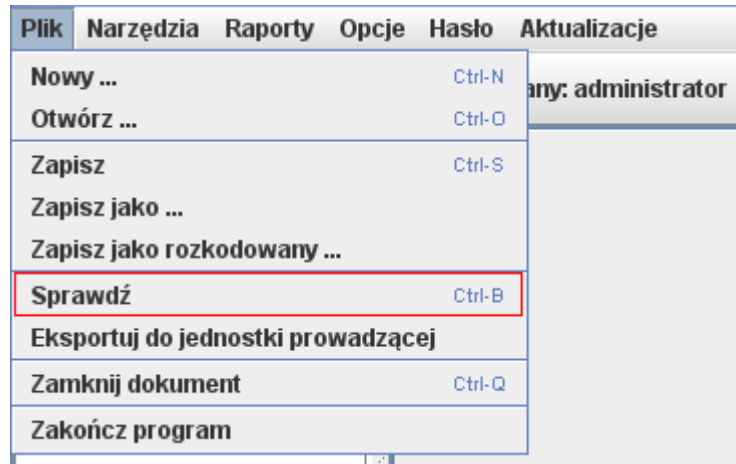 Plik Narzędzia Raporty Opcje Hasło Aktualizacje
any: administrator
Nowy ... Ctrl-N
Otwórz ... Ctrl-O
Zapisz Ctrl-S
Zapisz jako ...
Zapisz jako rozkodowany ...
Sprawdź Ctrl-B
Eksportuj do jednostki prowadzącej
Zamknij dokument Ctrl-Q
Zakończ program